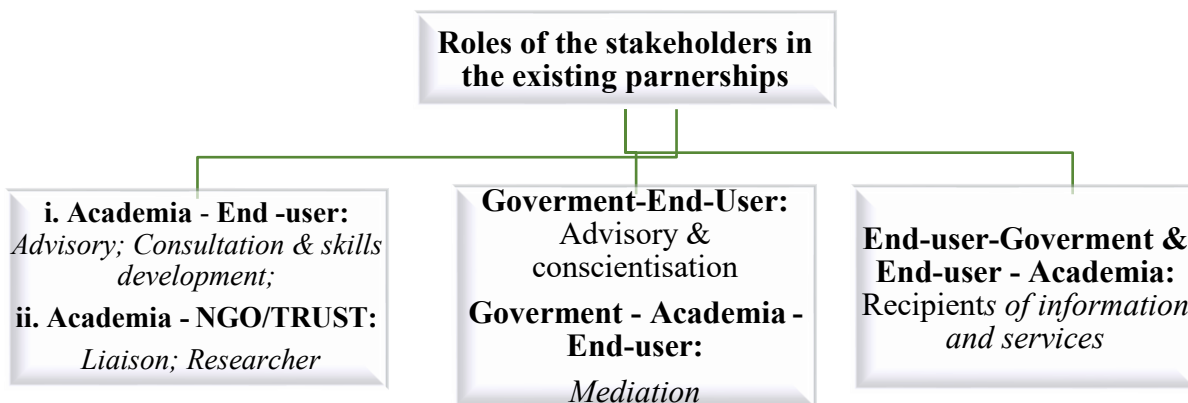 Roles of the stakeholders in
the existing parnerships
i. Academia - End -user:
Advisory; Consultation & skills
development;
ii. Academia - NGO/TRUST:
Liaison; Researcher
Goverment-End-User:
Advisory &
conscientisation
Goverment - Academia -
End-user:
Mediation
End-user-Goverment &
End-user - Academia:
Recipients of information
and services